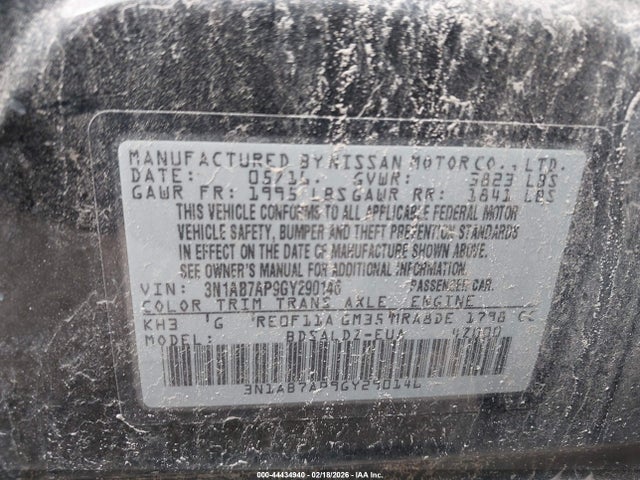 MANUFACTURED BY NISSAN MOTOR CO., LTD.
DATE: 05/16 GVWR: 3823 LBS
GAWR FR: 1995 LBS GAWR RR: 1841 LBS
THIS VEHICLE CONFORMS TO ALL APPLICABLE FEDERAL MOTOR
VEHICLE SAFETY, BUMPER AND THEFT PREVENTION STANDARDS
IN EFFECT ON THE DATE OF MANUFACTURE SHOWN ABOVE.
SEE OWNER'S MANUAL FOR ADDITIONAL INFORMATION.
VIN: 3N1AB7AP9GY290146 PASSENGER CAR.
COLOR TRIM TRANS AXLE ENGINE
KH3 'G RE0F11A GM35 MRA8DE 1798 CC
MODEL: BDSALDZ-EUA
3N1AB7AP9GY290146
000-44434940 - 02/18/2026 - IAA Inc.